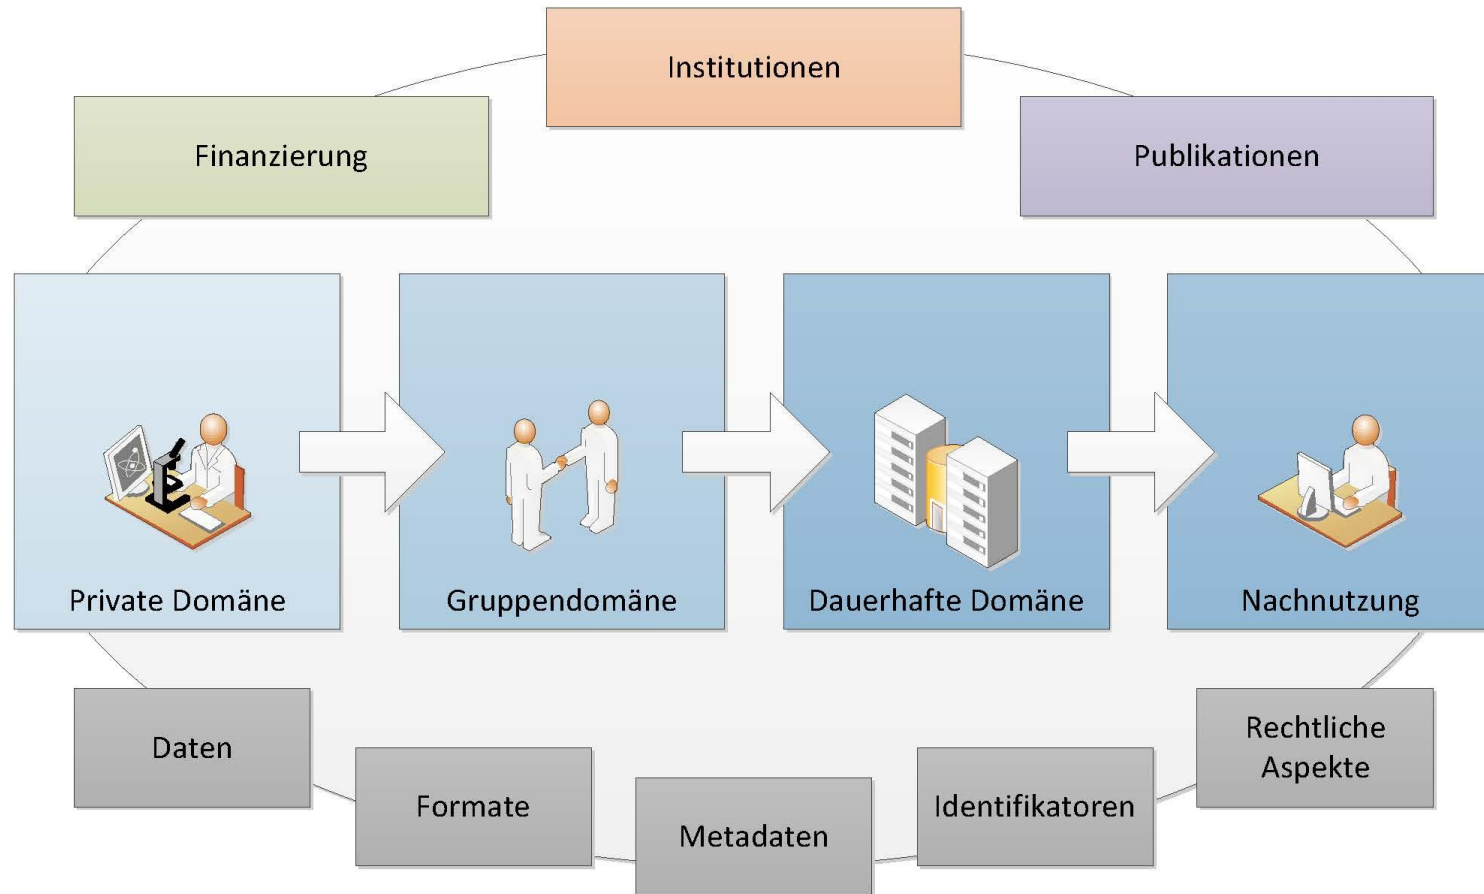 Institutionen
Finanzierung
Publikationen
Private Domäne
Gruppendomäne
Dauerhafte Domäne
Nachnutzung
Daten
Formate
Metadaten
Identifikatoren
Rechtliche
Aspekte